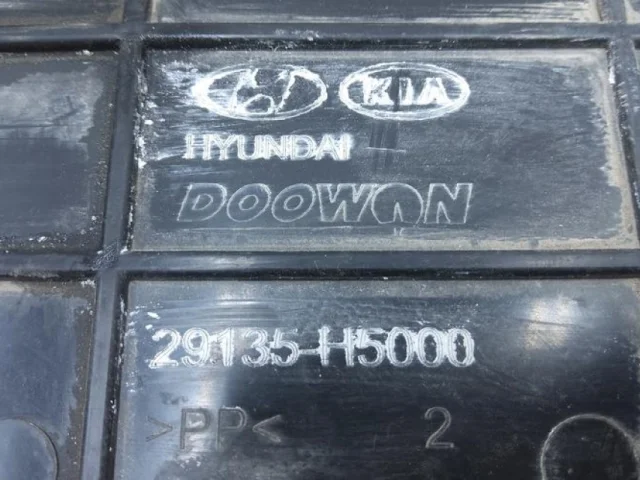 KIA
HYUNDAI
DOOWON
29135-H5000
>PP< 2